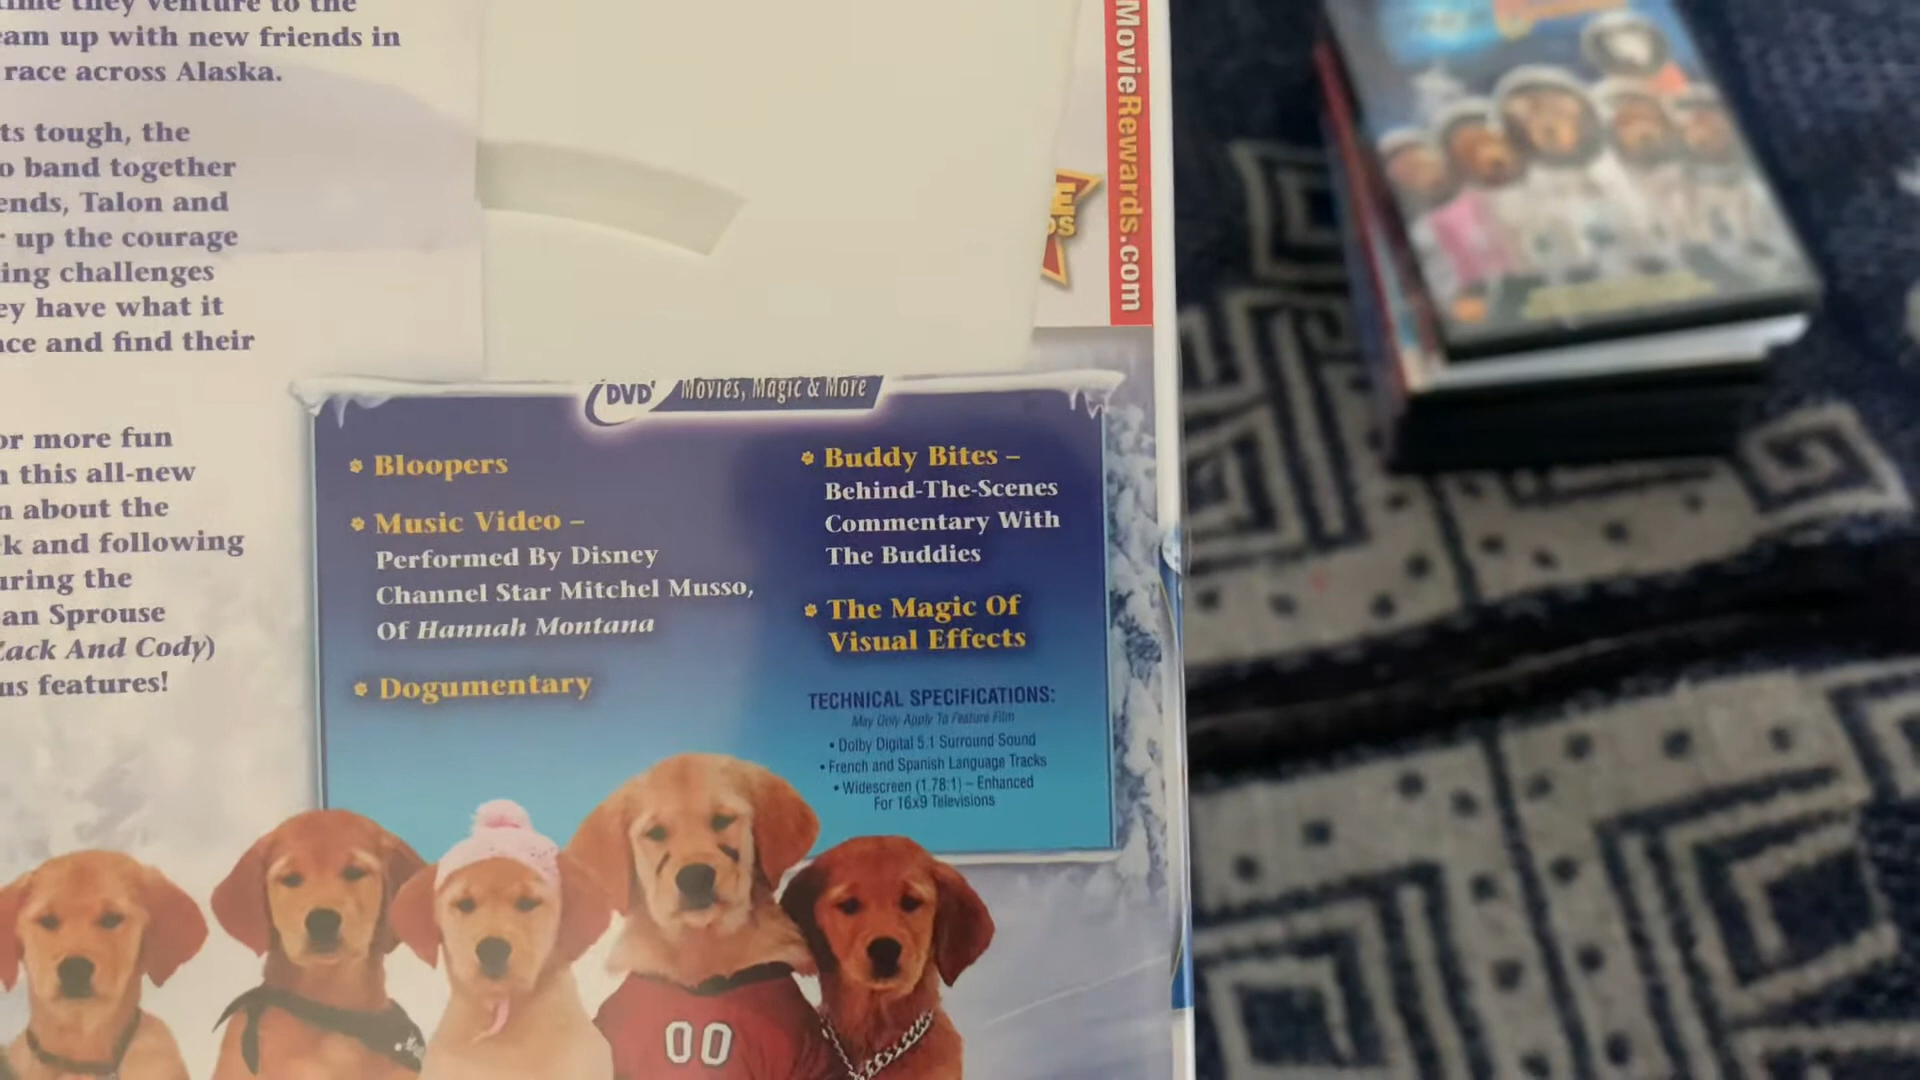 time they venture to the
eam up with new friends in
race across Alaska.
ts tough, the
o band together
ends, Talon and
r up the courage
ing challenges
ey have what it
ace and find their
or more fun
n this all-new
n about the
k and following
uring the
an Sprouse
Zack And Cody)
us features!
MovieRewards.com
DVD
Movies, Magic & More
Bloopers
Music Video –
Performed By Disney
Channel Star Mitchel Musso,
Of Hannah Montana
Dogumentary
Buddy Bites –
Behind-The-Scenes
Commentary With
The Buddies
The Magic Of
Visual Effects
TECHNICAL SPECIFICATIONS:
May Only Apply To Feature Film
• Dolby Digital 5.1 Surround Sound
• French and Spanish Language Tracks
• Widescreen (1.78:1) – Enhanced
For 16x9 Televisions
00